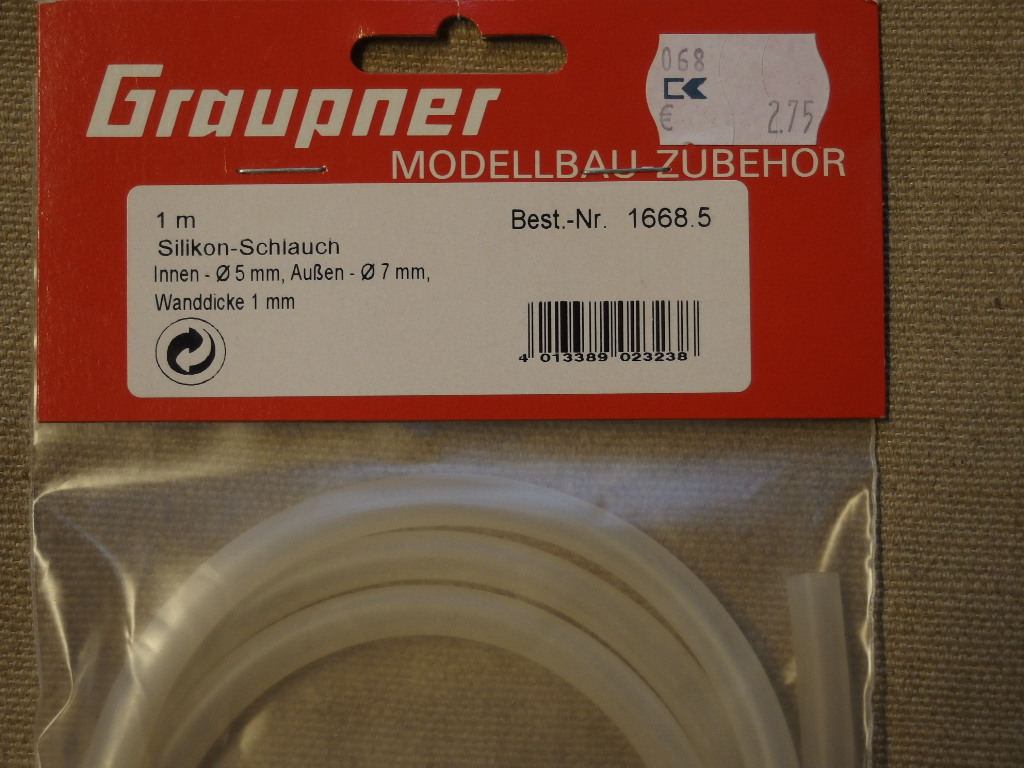 Graupner
068
CK
€ 2.75
MODELLBAU-ZUBEHÖR
1 m
Best.-Nr. 1668.5
Silikon-Schlauch
Innen - Ø 5 mm, Außen - Ø 7 mm,
Wanddicke 1 mm
4 013389 023238